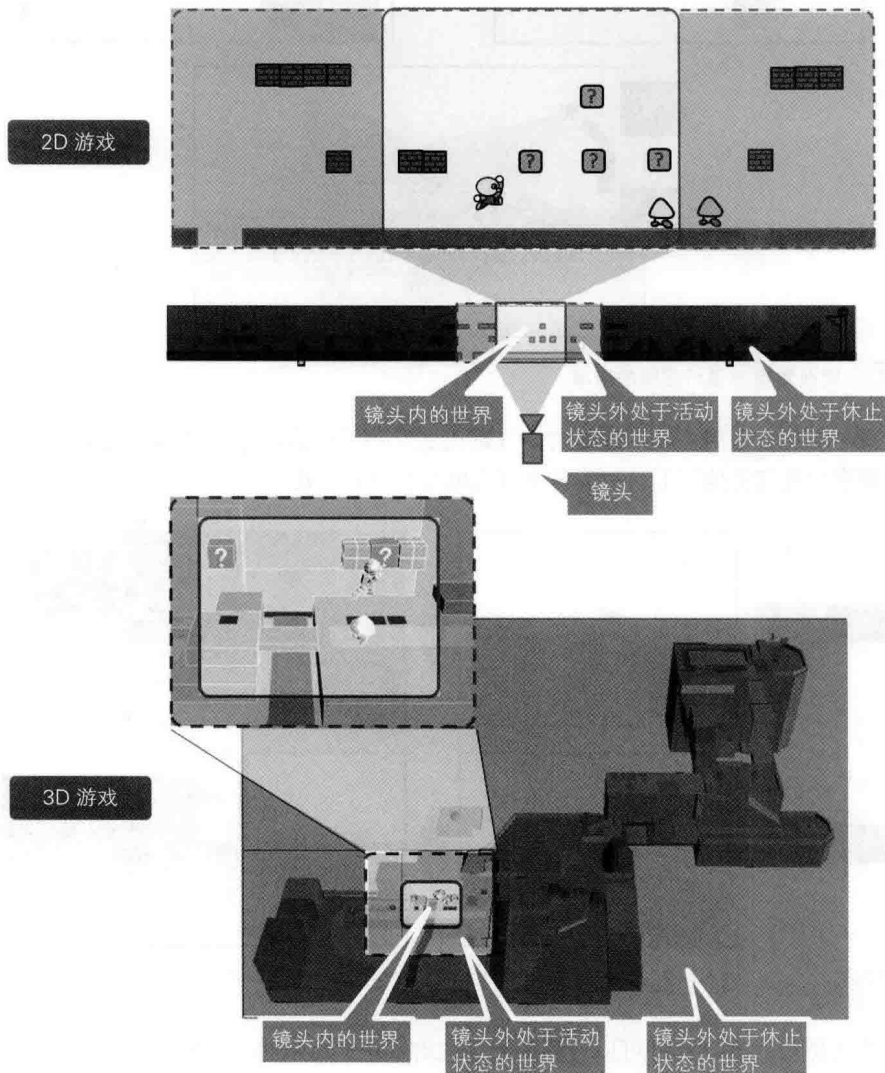 2D 游戏
?
?
?
?
镜头内的世界
镜头外处于活动
状态的世界
镜头外处于休止
状态的世界
镜头
?
?
3D 游戏
镜头内的世界
镜头外处于活动
状态的世界
镜头外处于休止
状态的世界